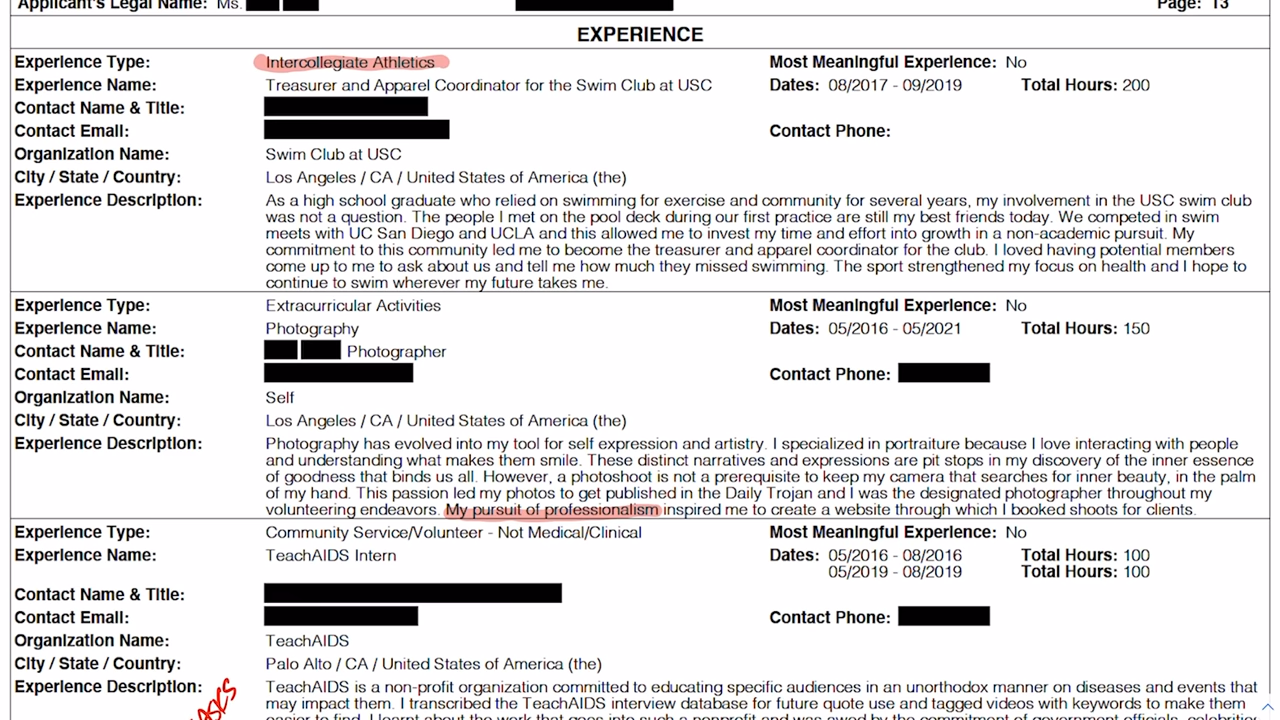 Applicant's Legal Name: Ms. Page: 13
EXPERIENCE
Experience Type: Intercollegiate Athletics Most Meaningful Experience: No
Experience Name: Treasurer and Apparel Coordinator for the Swim Club at USC Dates: 08/2017 - 09/2019 Total Hours: 200
Contact Name & Title:
Contact Email: Contact Phone:
Organization Name: Swim Club at USC
City / State / Country: Los Angeles / CA / United States of America (the)
Experience Description: As a high school graduate who relied on swimming for exercise and community for several years, my involvement in the USC swim club
was not a question. The people I met on the pool deck during our first practice are still my best friends today. We competed in swim
meets with UC San Diego and UCLA and this allowed me to invest my time and effort into growth in a non-academic pursuit. My
commitment to this community led me to become the treasurer and apparel coordinator for the club. I loved having potential members
come up to me to ask about us and tell me how much they missed swimming. The sport strengthened my focus on health and I hope to
continue to swim wherever my future takes me.
Experience Type: Extracurricular Activities Most Meaningful Experience: No
Experience Name: Photography Dates: 05/2016 - 05/2021 Total Hours: 150
Contact Name & Title: Photographer
Contact Email: Contact Phone:
Organization Name: Self
City / State / Country: Los Angeles / CA / United States of America (the)
Experience Description: Photography has evolved into my tool for self expression and artistry. I specialized in portraiture because I love interacting with people
and understanding what makes them smile. These distinct narratives and expressions are pit stops in my discovery of the inner essence
of goodness that binds us all. However, a photoshoot is not a prerequisite to keep my camera that searches for inner beauty, in the palm
of my hand. This passion led my photos to get published in the Daily Trojan and I was the designated photographer throughout my
volunteering endeavors. My pursuit of professionalism inspired me to create a website through which I booked shoots for clients.
Experience Type: Community Service/Volunteer - Not Medical/Clinical Most Meaningful Experience: No
Experience Name: TeachAIDS Intern Dates: 05/2016 - 08/2016 Total Hours: 100
05/2019 - 08/2019 Total Hours: 100
Contact Name & Title:
Contact Email: Contact Phone:
Organization Name: TeachAIDS
City / State / Country: Palo Alto / CA / United States of America (the)
Experience Description: TeachAIDS is a non-profit organization committed to educating specific audiences in an unorthodox manner on diseases and events that
may impact them. I transcribed the TeachAIDS interview database for future quote use and tagged videos with keywords to make them
easier to find. I learnt about the work that goes into such a nonprofit and was awed by the commitment of government officials, celebrity